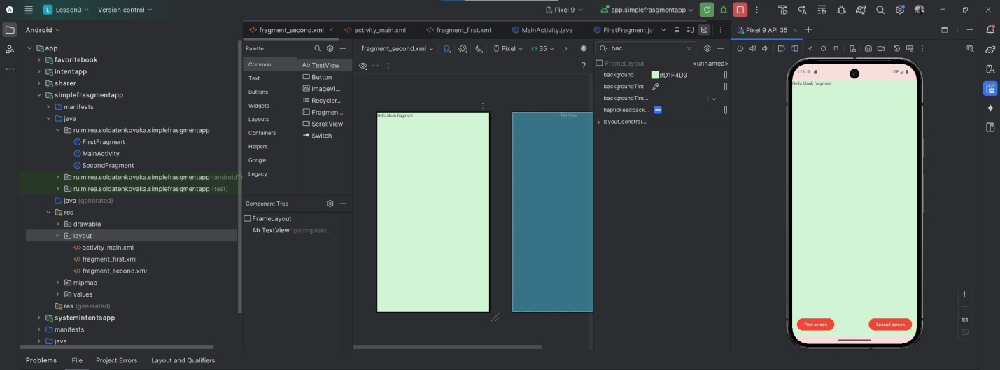 Lesson3
Version control
Pixel 9
app.simplefrasgmentapp
Android
fragment_second.xml
activity_main.xml
fragment_first.xml
MainActivity.java
FirstFragment.ja
Pixel 9 API 35
app
favoritebook
intentapp
sharer
simplefrasgmentapp
manifests
java
ru.mirea.soldatenkovaka.simplefrasgmentapp
FirstFragment
MainActivity
SecondFragment
ru.mirea.soldatenkovaka.simplefrasgmentapp (androidT
ru.mirea.soldatenkovaka.simplefrasgmentapp (test)
java (generated)
res
drawable
layout
activity_main.xml
fragment_first.xml
fragment_second.xml
mipmap
values
res (generated)
systemintentsapp
manifests
java
Palette
Common
Text
Buttons
Widgets
Layouts
Containers
Helpers
Google
Legacy
Ab TextView
Button
ImageVi...
Recycler...
Fragmen...
ScrollView
Switch
Component Tree
FrameLayout
Ab TextView "@string/hello...
fragment_second.xml
Pixel
35
?
Hello blank fragment
TextView
bac
FrameLayout <unnamed>
background #D1F4D3
backgroundTint
backgroundTint...
hapticFeedback...
layout_constrai...
1:19
LTE
Hello blank fragment
First screen
Second screen
1:1
Problems
File
Project Errors
Layout and Qualifiers